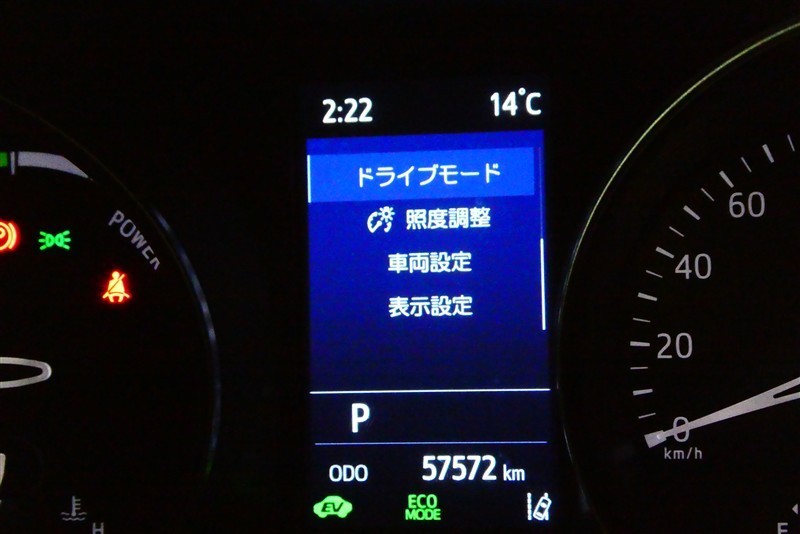 2:22 14°C
ドライブモード
照度調整
車両設定
表示設定
P
ODO 57572 km
EV ECO MODE
POWER
H
60
40
20
0
km/h
E